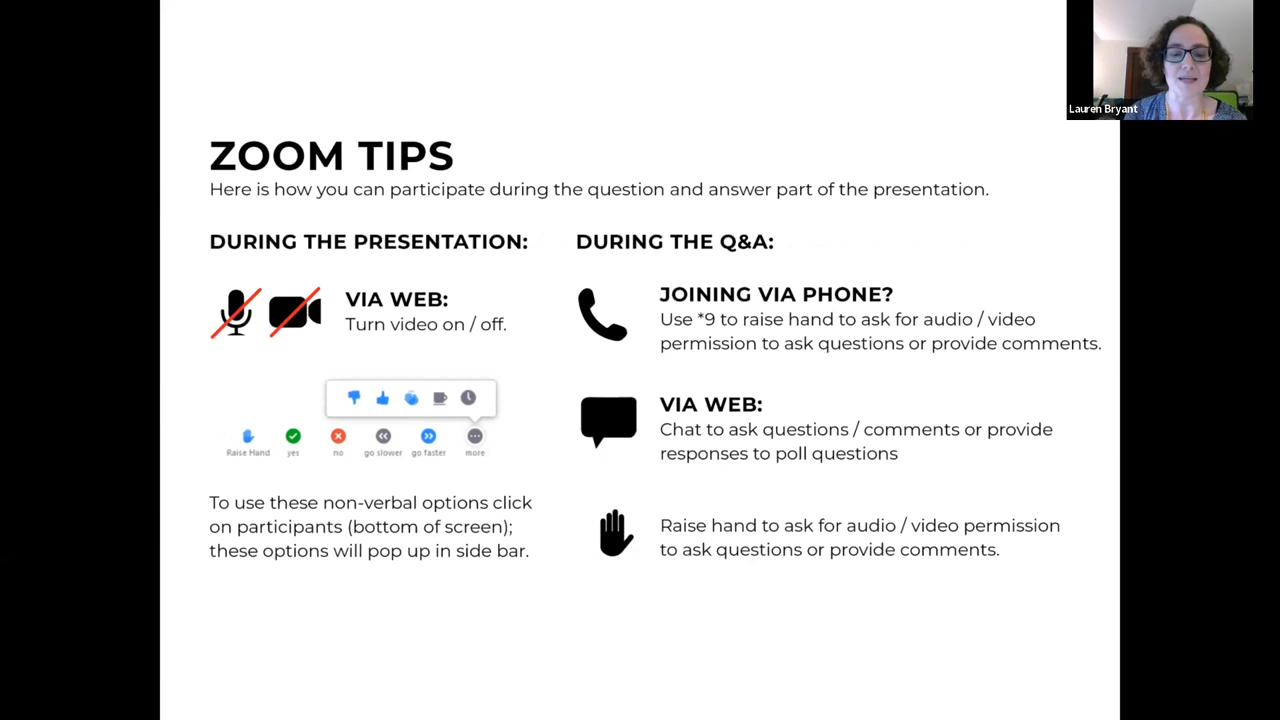 Lauren Bryant
ZOOM TIPS
Here is how you can participate during the question and answer part of the presentation.
DURING THE PRESENTATION:
VIA WEB:
Turn video on / off.
Raise Hand
yes
no
go slower
go faster
more
To use these non-verbal options click
on participants (bottom of screen);
these options will pop up in side bar.
DURING THE Q&A:
JOINING VIA PHONE?
Use *9 to raise hand to ask for audio / video
permission to ask questions or provide comments.
VIA WEB:
Chat to ask questions / comments or provide
responses to poll questions
Raise hand to ask for audio / video permission
to ask questions or provide comments.